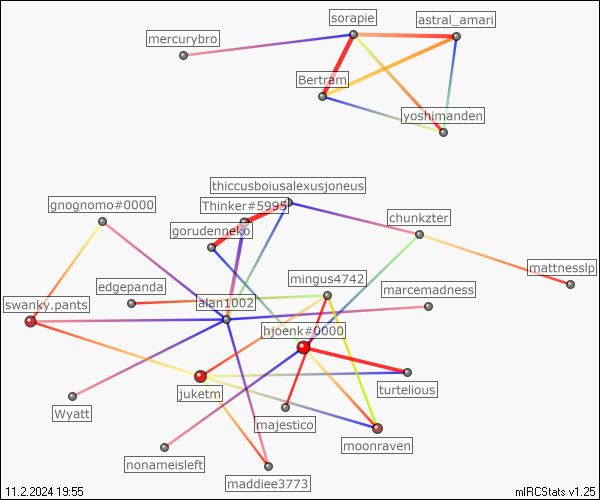 sorapie
astral_amari
mercurybro
Bertram
yoshimanden
thiccusboiusalexusjoneus
gnognomo#0000
Thinker#5995
chunkzter
gorudenneko
mattnesslp
mingus4742
edgepanda
marcemadness
swanky.pants
alan1002
hjoenk#0000
juketm
turtelious
Wyatt
majestico
moonraven
nonameisleft
maddiee3773
11.2.2024 19:55
mIRCStats v1.25